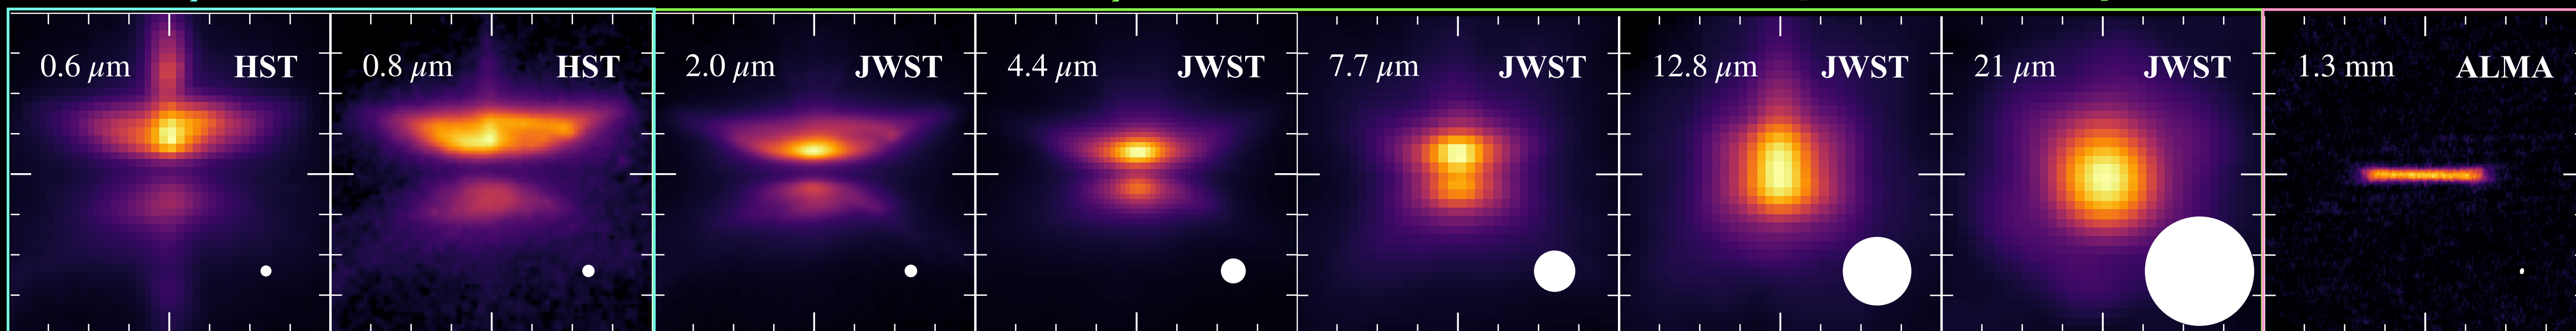 0.6 μm HST
0.8 μm HST
2.0 μm JWST
4.4 μm JWST
7.7 μm JWST
12.8 μm JWST
21 μm JWST
1.3 mm ALMA